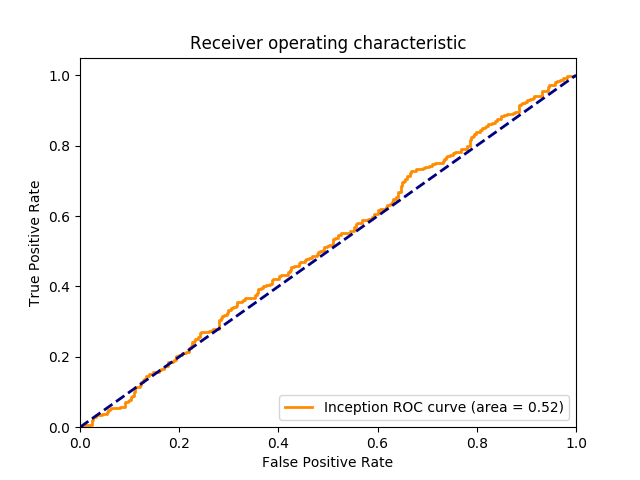 Receiver operating characteristic
1.0
0.8
0.6
0.4
0.2
0.0
True Positive Rate
Inception ROC curve (area = 0.52)
0.0 0.2 0.4 0.6 0.8 1.0
False Positive Rate